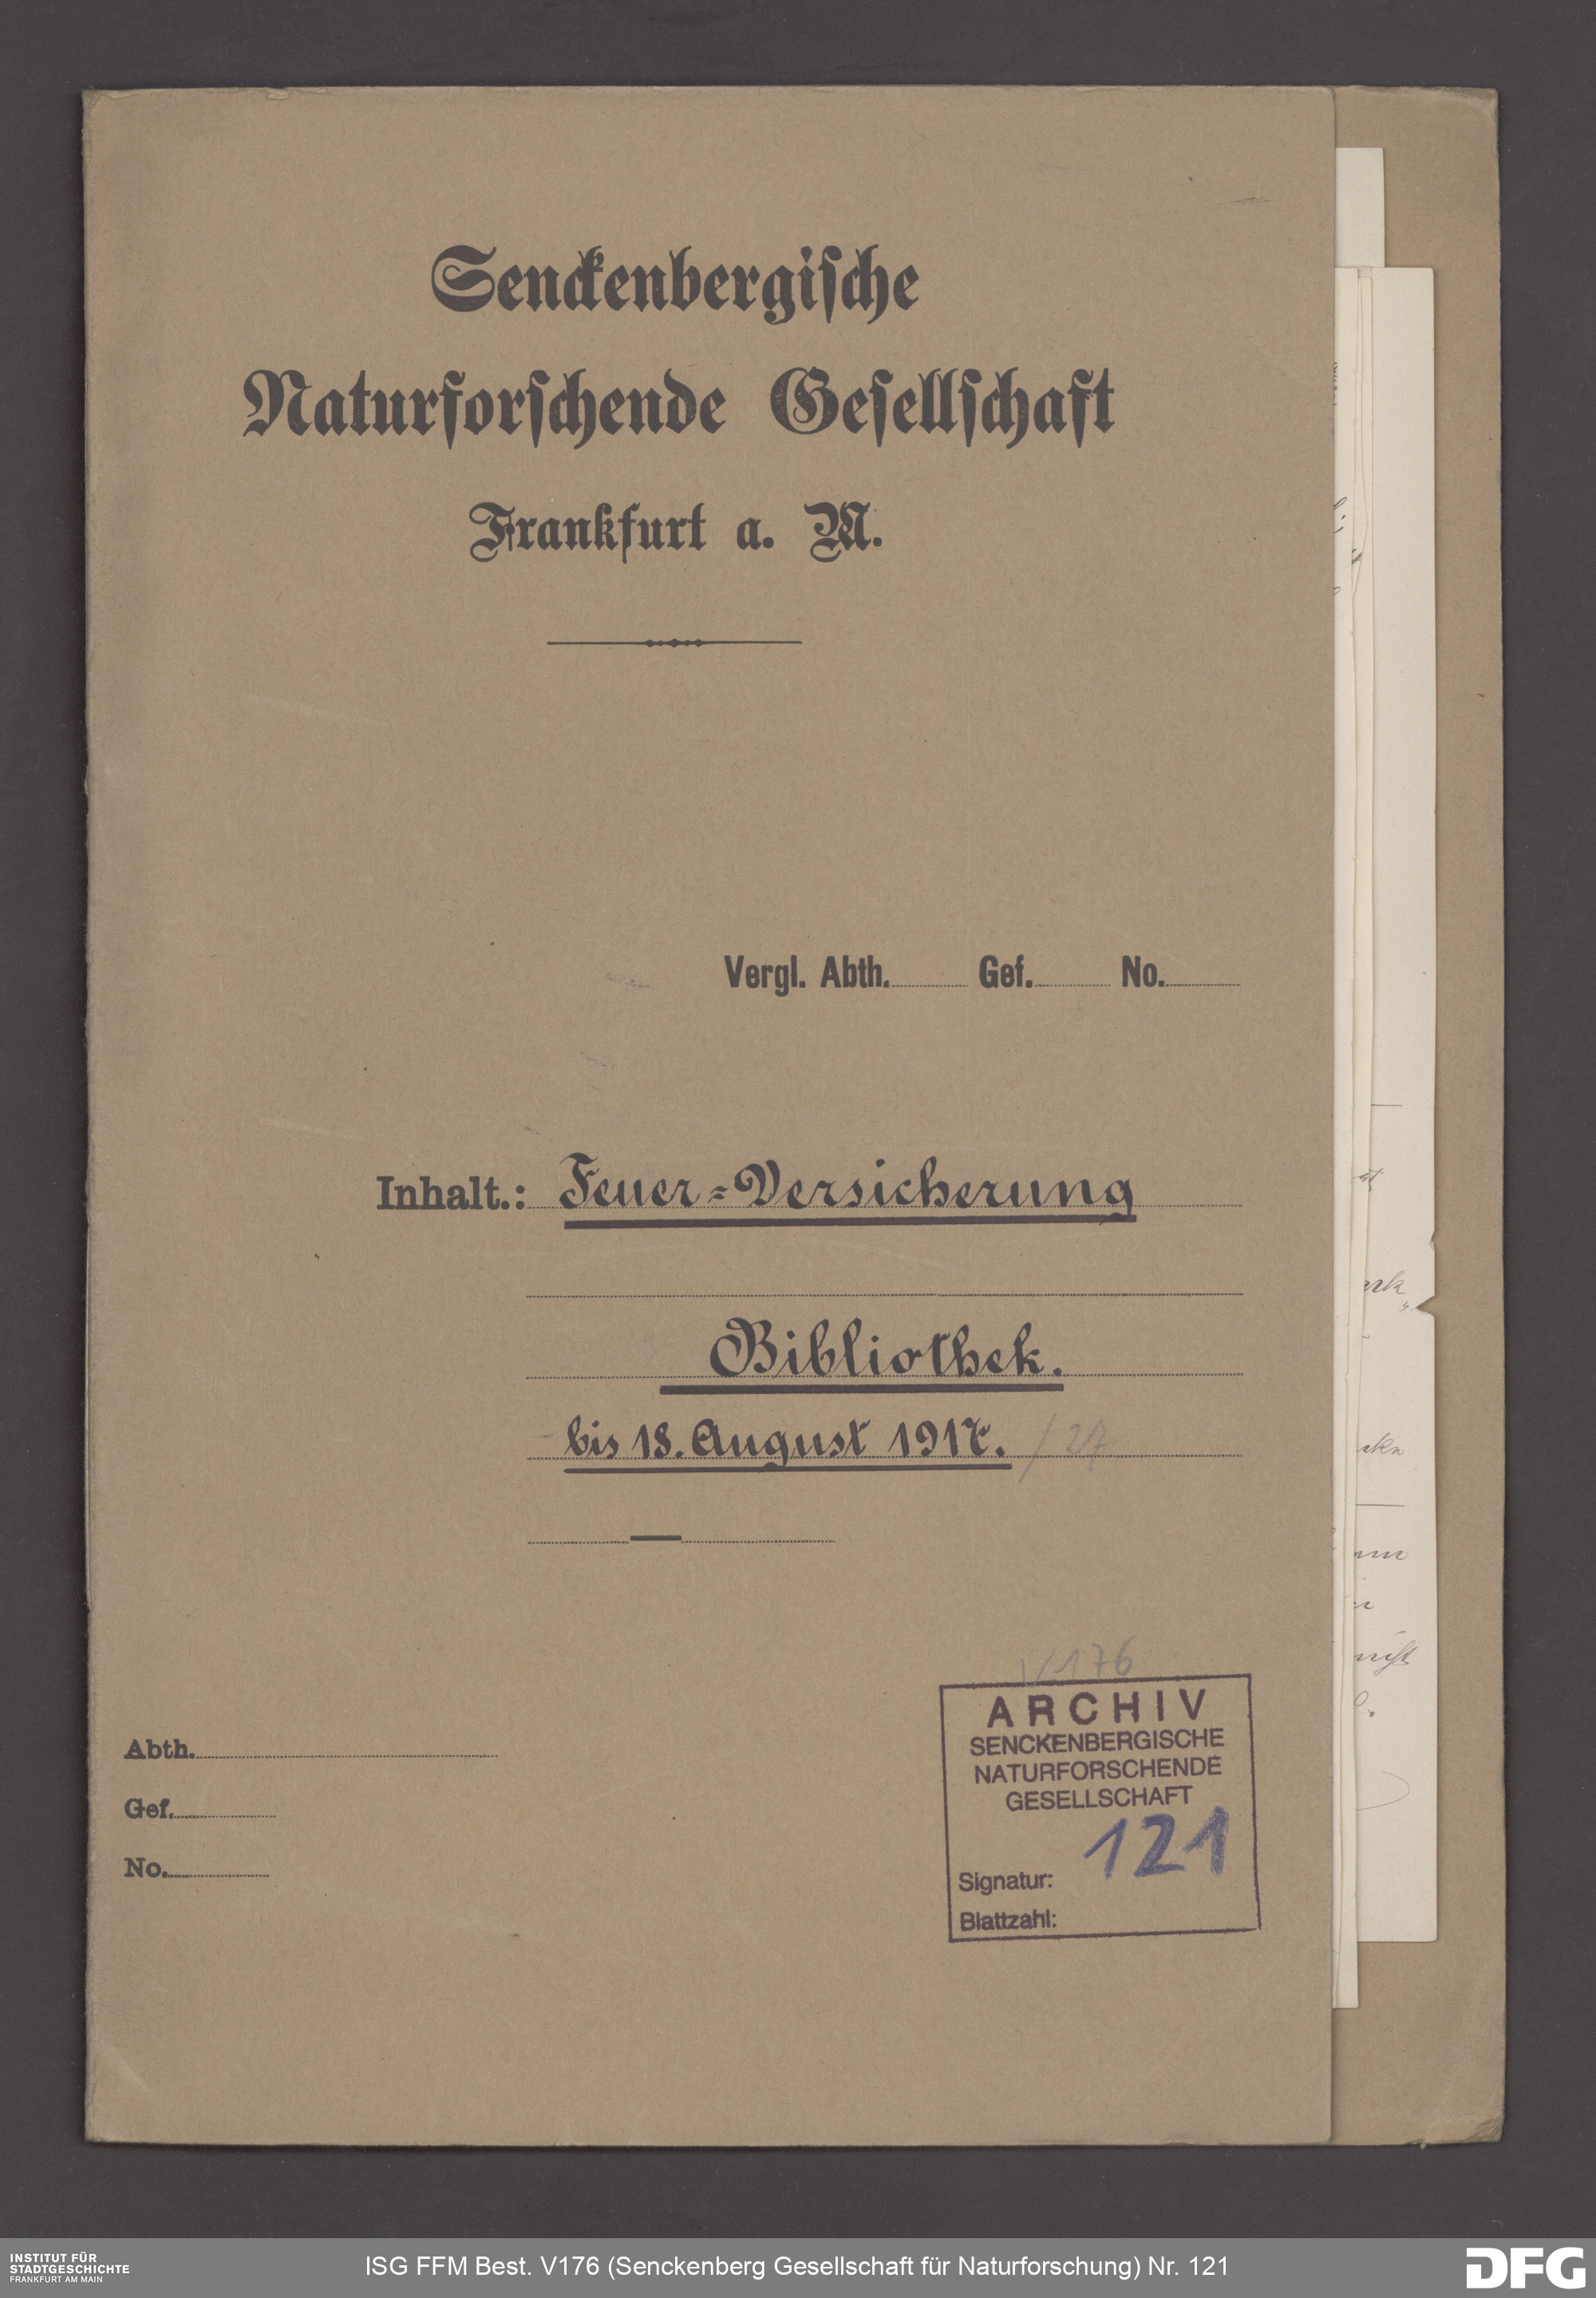 Senckenbergische
Naturforschende Gesellschaft
Frankfurt a. M.
Vergl. Abth. Gef. No.
Inhalt.: Feuer=Versicherung
Bibliothek.
bis 18. August 1917. / 27
Abth.
Gef.
No.
V 176
ARCHIV
SENCKENBERGISCHE
NATURFORSCHENDE
GESELLSCHAFT
121
Signatur:
Blattzahl:
INSTITUT FÜR
STADTGESCHICHTE
FRANKFURT AM MAIN
ISG FFM Best. V176 (Senckenberg Gesellschaft für Naturforschung) Nr. 121
DFG